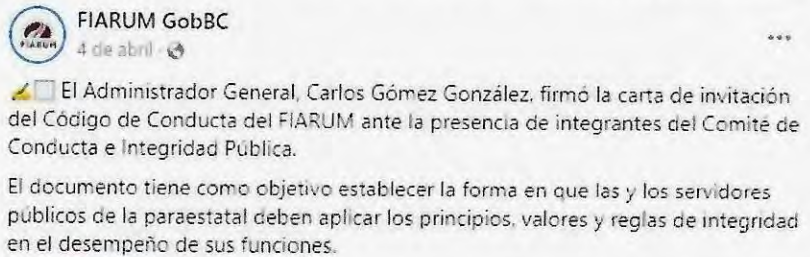 FIARUM
FIARUM GobBC
4 de abril ·
✍️⬜ El Administrador General, Carlos Gómez González, firmó la carta de invitación
del Código de Conducta del FIARUM ante la presencia de integrantes del Comité de
Conducta e Integridad Pública.
El documento tiene como objetivo establecer la forma en que las y los servidores
públicos de la paraestatal deben aplicar los principios, valores y reglas de integridad
en el desempeño de sus funciones.